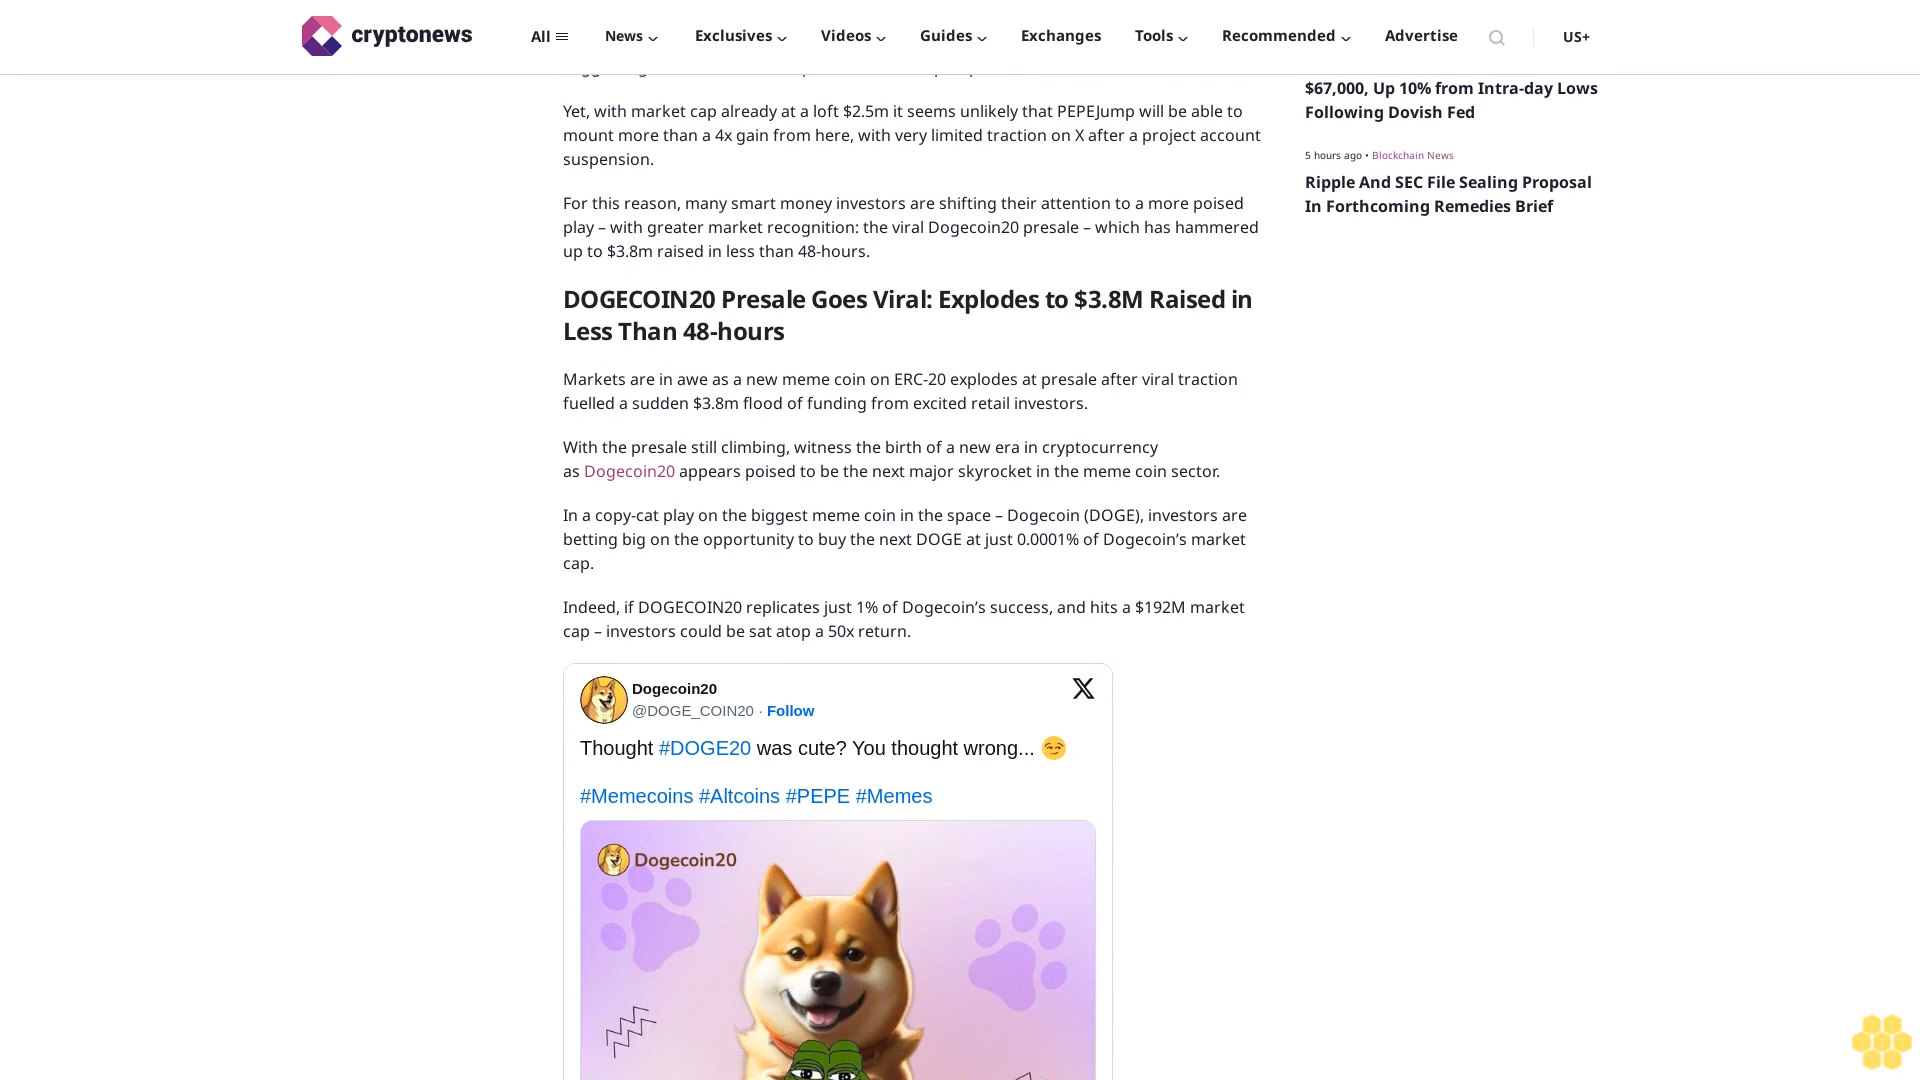 cryptonews
All
News
Exclusives
Videos
Guides
Exchanges
Tools
Recommended
Advertise
US+
Yet, with market cap already at a loft $2.5m it seems unlikely that PEPEJump will be able to
mount more than a 4x gain from here, with very limited traction on X after a project account
suspension.
For this reason, many smart money investors are shifting their attention to a more poised
play – with greater market recognition: the viral Dogecoin20 presale – which has hammered
up to $3.8m raised in less than 48-hours.
DOGECOIN20 Presale Goes Viral: Explodes to $3.8M Raised in
Less Than 48-hours
Markets are in awe as a new meme coin on ERC-20 explodes at presale after viral traction
fuelled a sudden $3.8m flood of funding from excited retail investors.
With the presale still climbing, witness the birth of a new era in cryptocurrency
as Dogecoin20 appears poised to be the next major skyrocket in the meme coin sector.
In a copy-cat play on the biggest meme coin in the space – Dogecoin (DOGE), investors are
betting big on the opportunity to buy the next DOGE at just 0.0001% of Dogecoin’s market
cap.
Indeed, if DOGECOIN20 replicates just 1% of Dogecoin’s success, and hits a $192M market
cap – investors could be sat atop a 50x return.
Dogecoin20
@DOGE_COIN20 · Follow
Thought #DOGE20 was cute? You thought wrong... 😏
#Memecoins #Altcoins #PEPE #Memes
Dogecoin20
$67,000, Up 10% from Intra-day Lows
Following Dovish Fed
5 hours ago • Blockchain News
Ripple And SEC File Sealing Proposal
In Forthcoming Remedies Brief